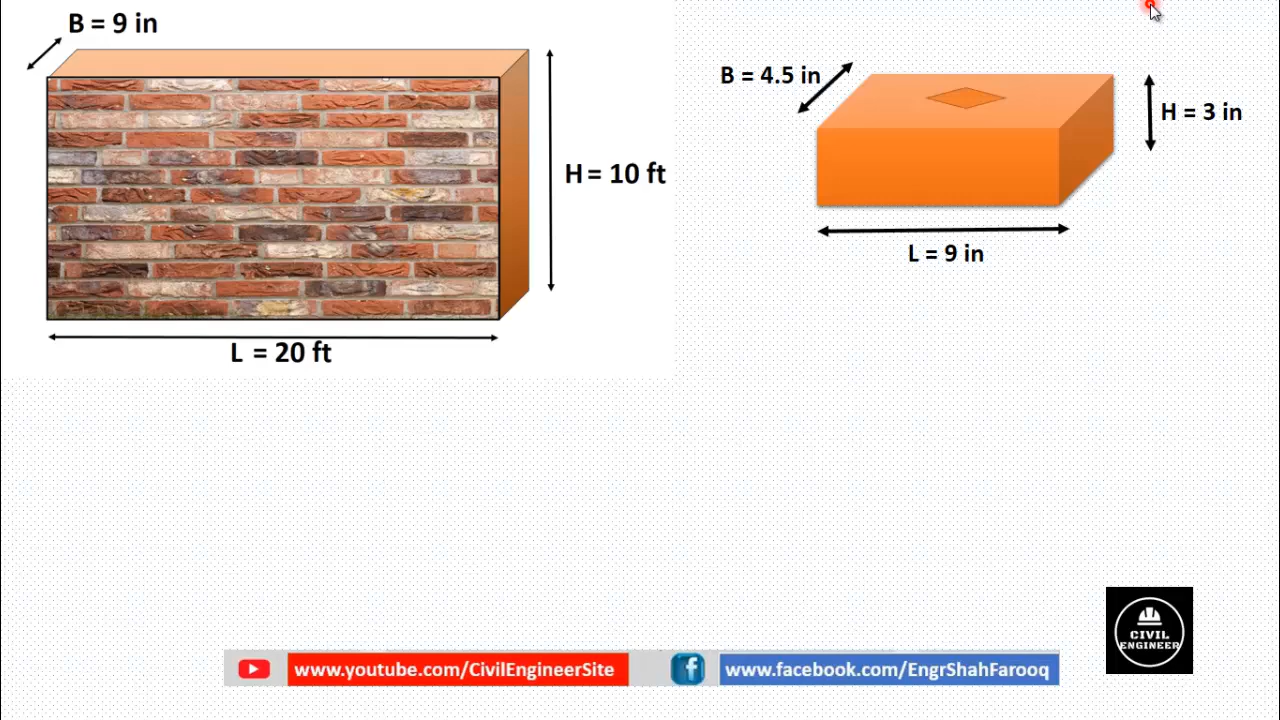 B = 9 in
H = 10 ft
L = 20 ft
B = 4.5 in
H = 3 in
L = 9 in
CIVIL
ENGINEER
www.youtube.com/CivilEngineerSite
www.facebook.com/EngrShahFarooq